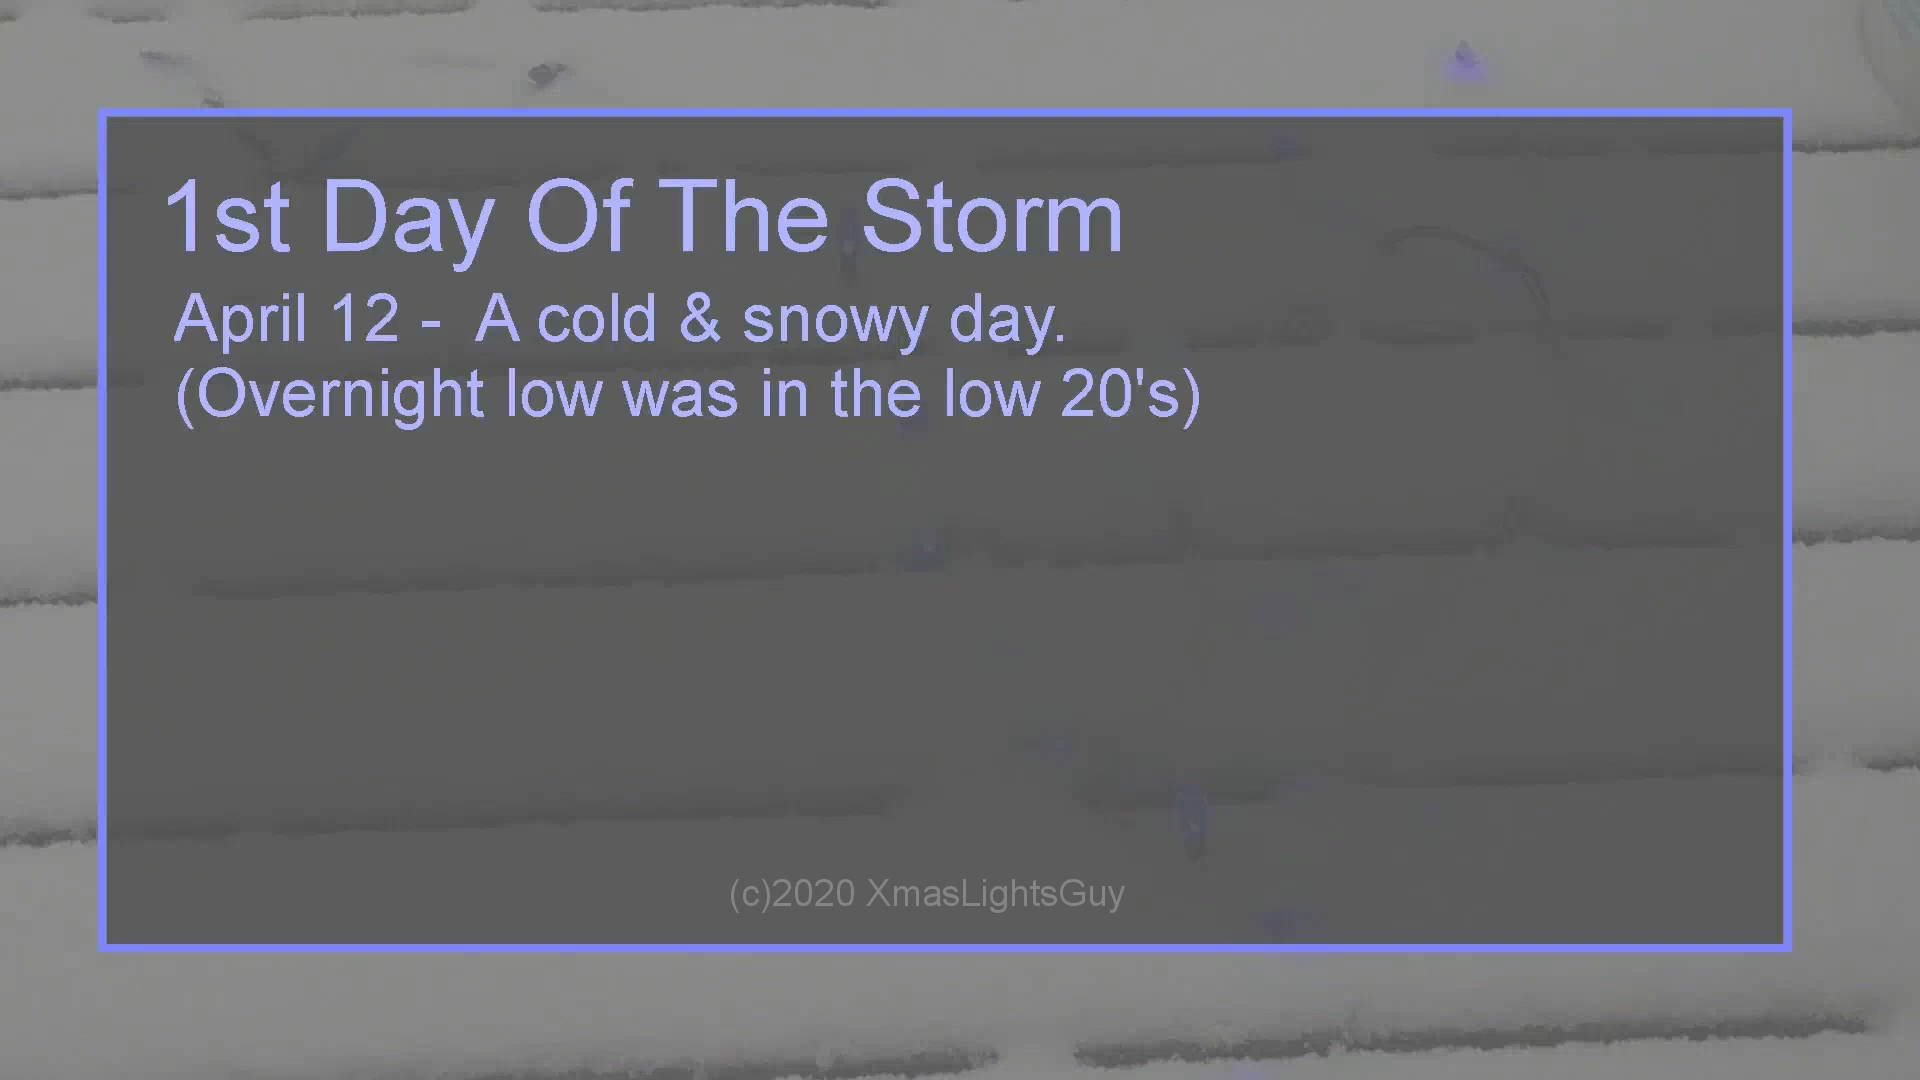 1st Day Of The Storm
April 12 -  A cold & snowy day.
(Overnight low was in the low 20's)
(c)2020 XmasLightsGuy